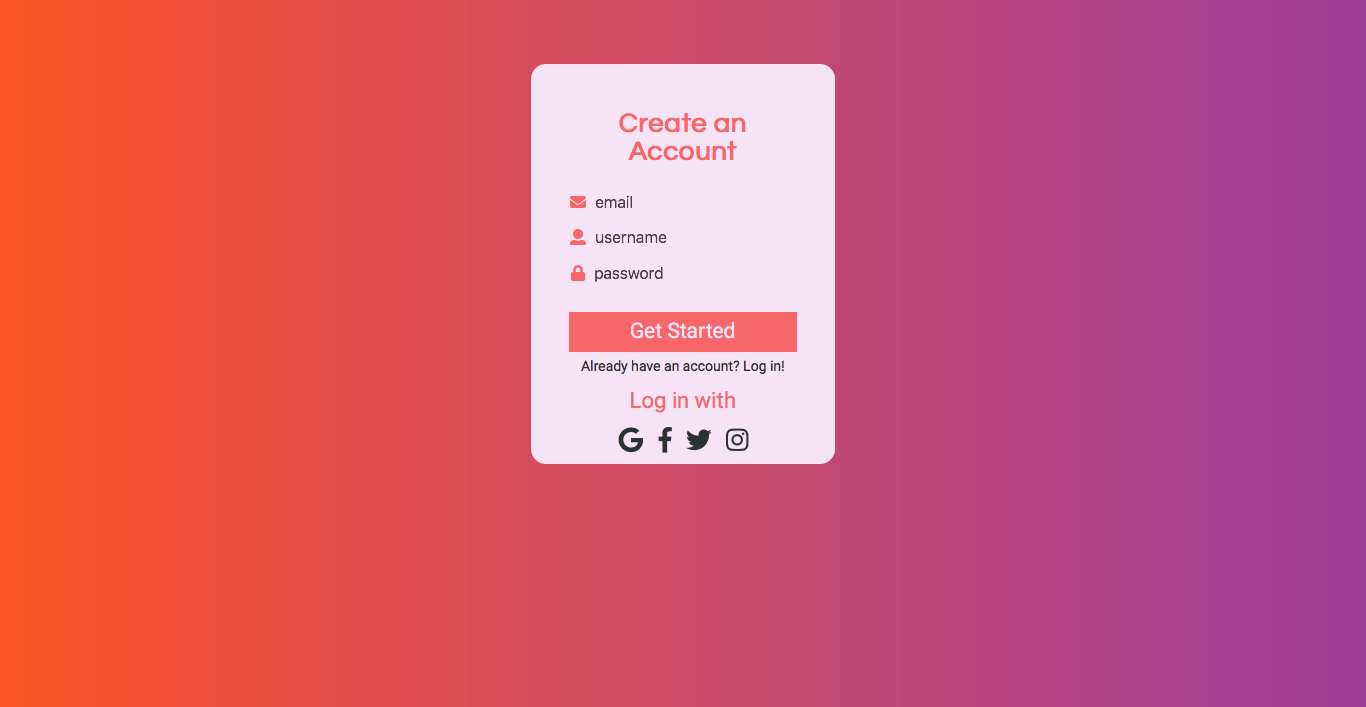 Create an
Account
email
username
password
Get Started
Already have an account? Log in!
Log in with